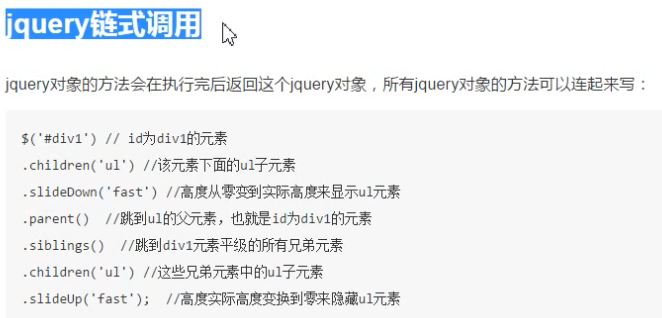 jquery链式调用
jquery对象的方法会在执行完后返回这个jquery对象，所有jquery对象的方法可以连起来写：
$('#div1') // id为div1的元素
.children('ul') //该元素下面的ul子元素
.slideDown('fast') //高度从零变到实际高度来显示ul元素
.parent()  //跳到ul的父元素，也就是id为div1的元素
.siblings()  //跳到div1元素平级的所有兄弟元素
.children('ul') //这些兄弟元素中的ul子元素
.slideUp('fast');  //高度实际高度变换到零来隐藏ul元素